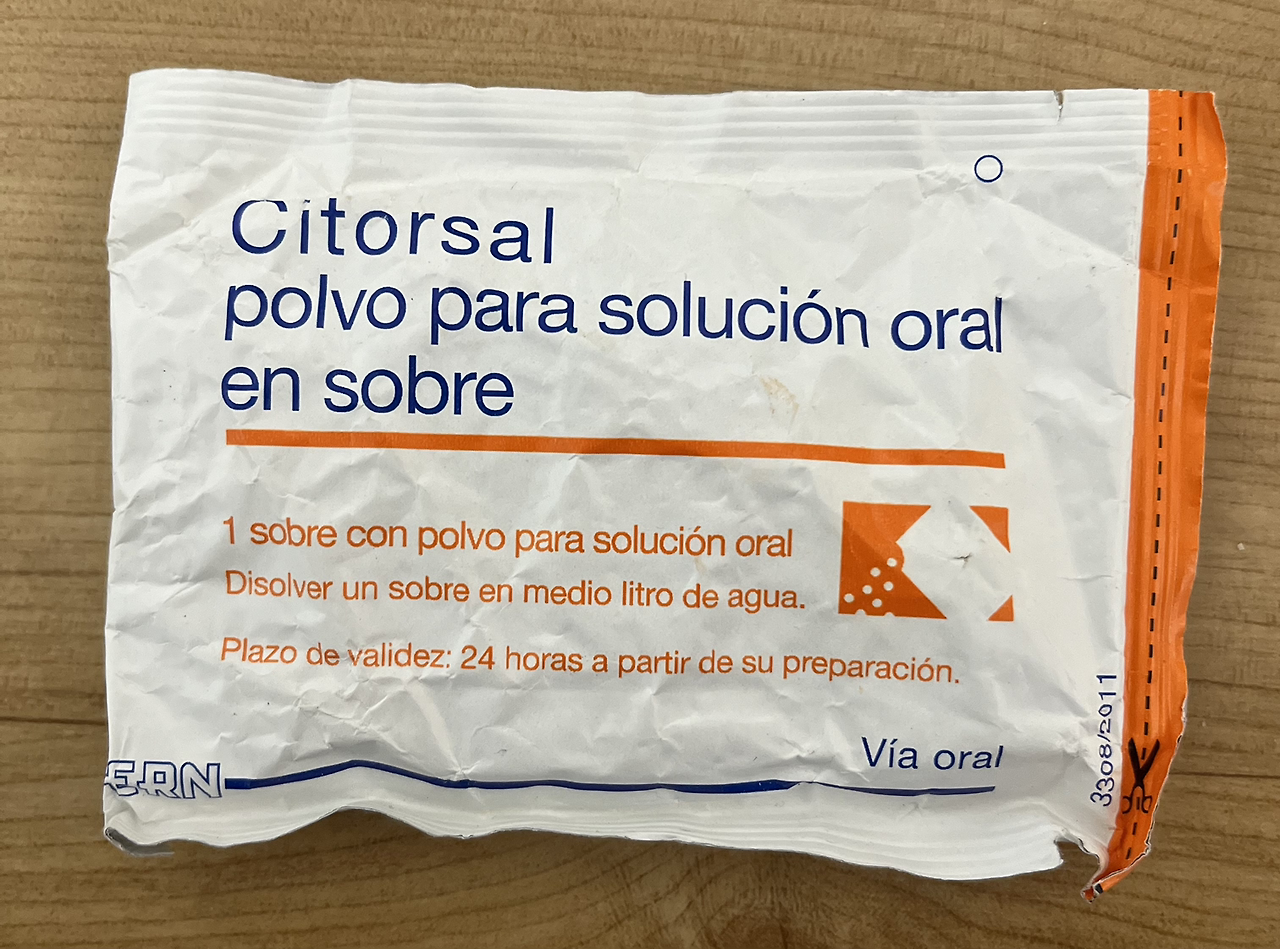 Citorsal
polvo para solución oral
en sobre
1 sobre con polvo para solución oral
Disolver un sobre en medio litro de agua.
Plazo de validez: 24 horas a partir de su preparación.
Vía oral
ERN
3308/2011